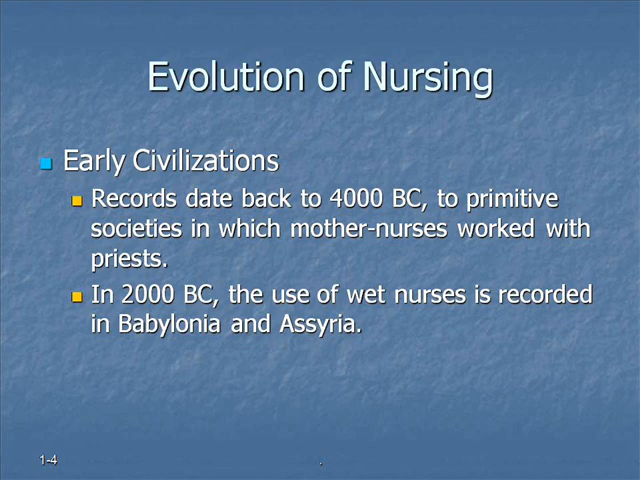 Evolution of Nursing
Early Civilizations
Records date back to 4000 BC, to primitive
societies in which mother-nurses worked with
priests.
In 2000 BC, the use of wet nurses is recorded
in Babylonia and Assyria.
1-4
.